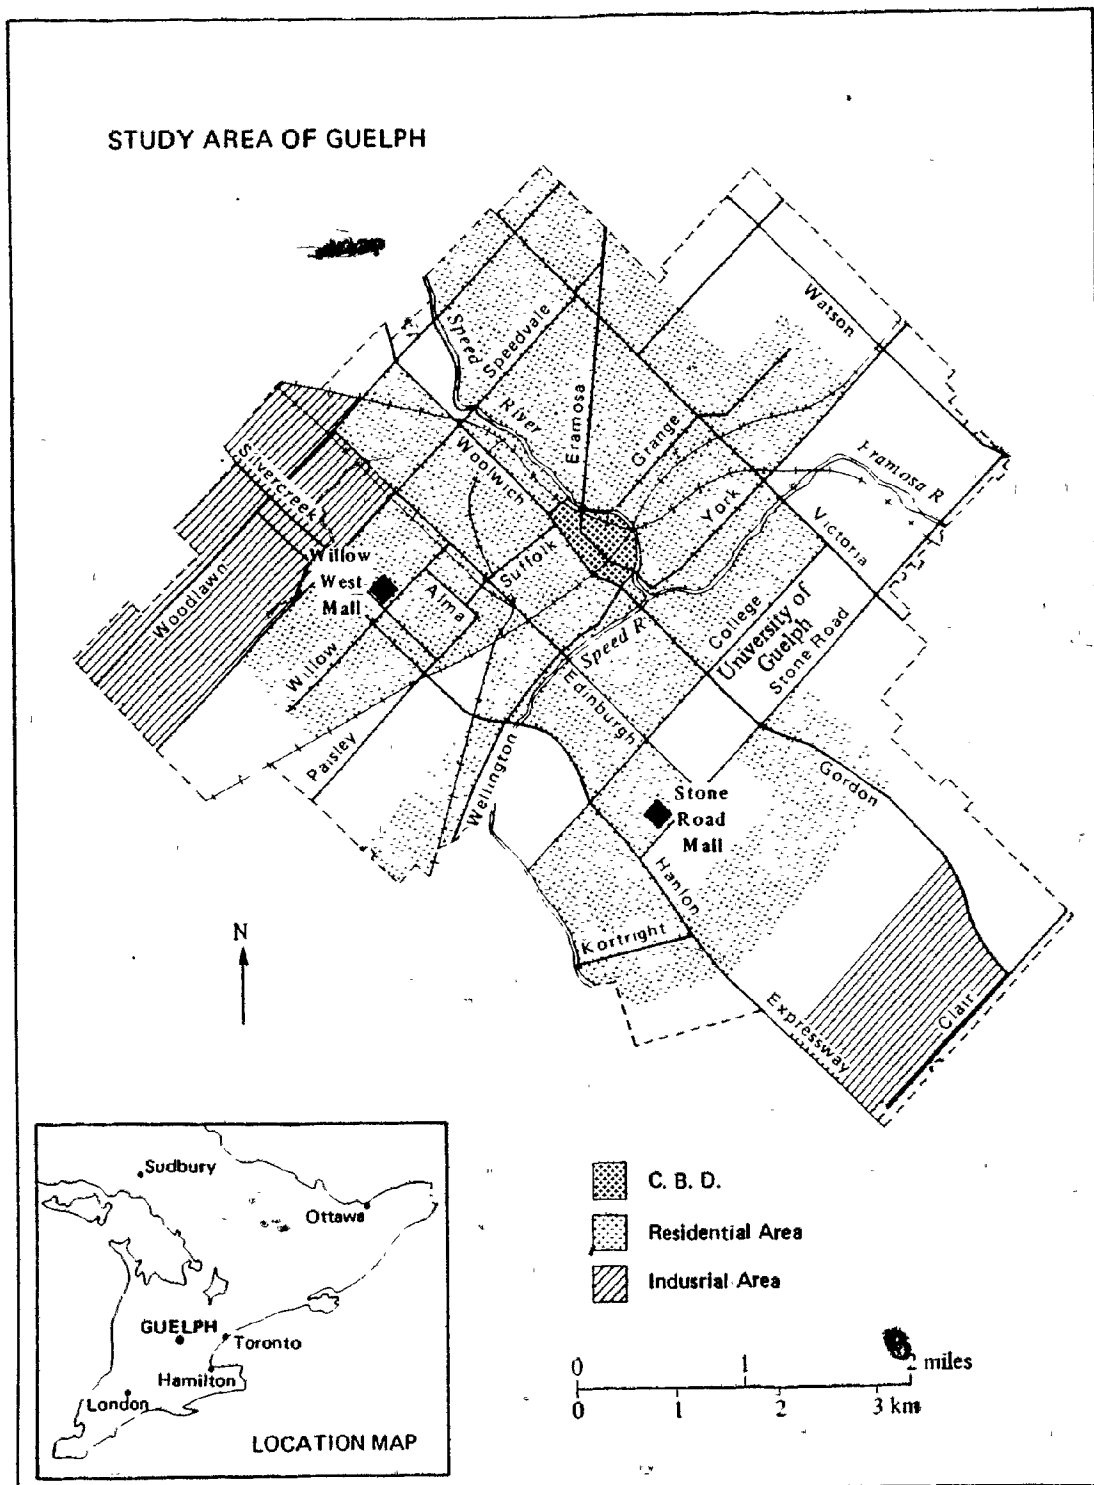 STUDY AREA OF GUELPH
Watson
Speed
River
Speedvale
Eramosa
Grange
Eramosa R
Woolwich
York
Victoria
Silvercreek
Woodlawn
Willow
West
Mall
Alma
Suffolk
College
University of
Guelph
Stone Road
Willow
Speed R
Edinburgh
Paisley
Wellington
Gordon
Stone
Road
Mall
Hanlon
Kortright
Expressway
Clair
N
Sudbury
Ottawa
GUELPH
Toronto
Hamilton
London
LOCATION MAP
C. B. D.
Residential Area
Indusrial Area
0 1 2 miles
0 1 2 3 km